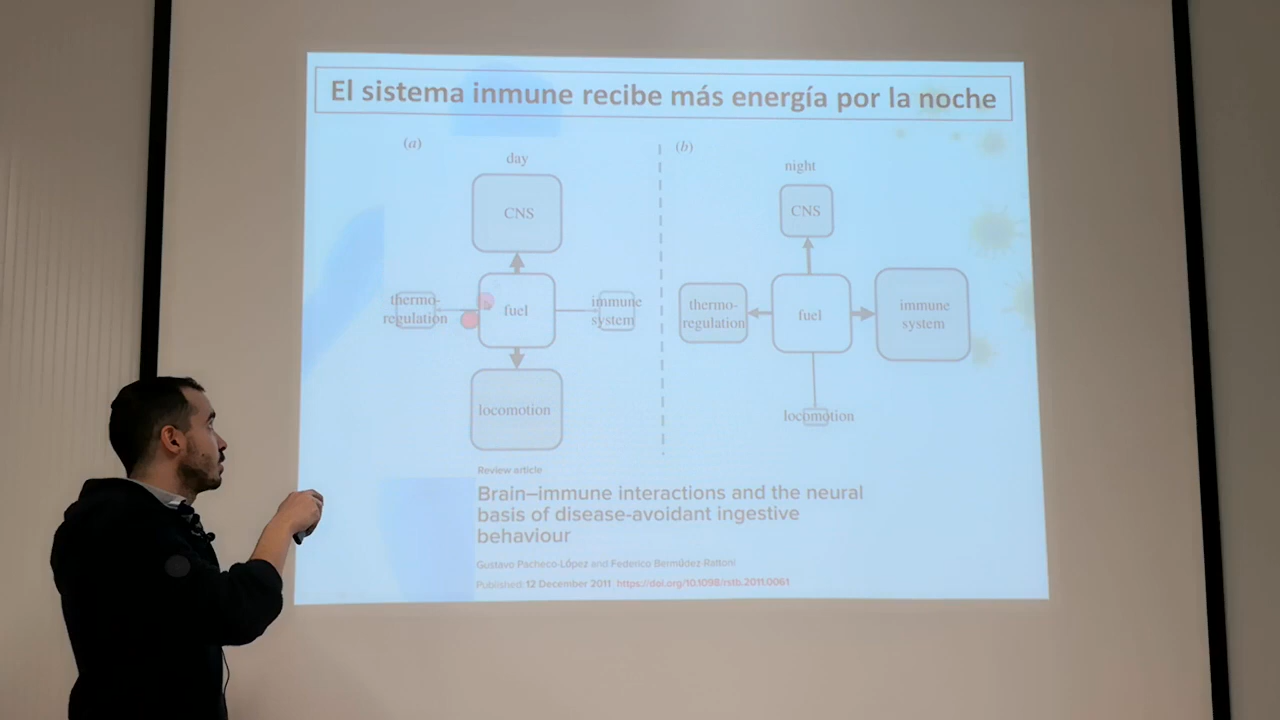 El sistema inmune recibe más energía por la noche
(a)
day
CNS
thermo-
regulation
fuel
immune
system
locomotion
(b)
night
CNS
thermo-
regulation
fuel
immune
system
locomotion
Review article
Brain–immune interactions and the neural
basis of disease-avoidant ingestive
behaviour
Gustavo Pacheco-López and Federico Bermúdez-Rattoni
Published: 12 December 2011 https://doi.org/10.1098/rstb.2011.0061